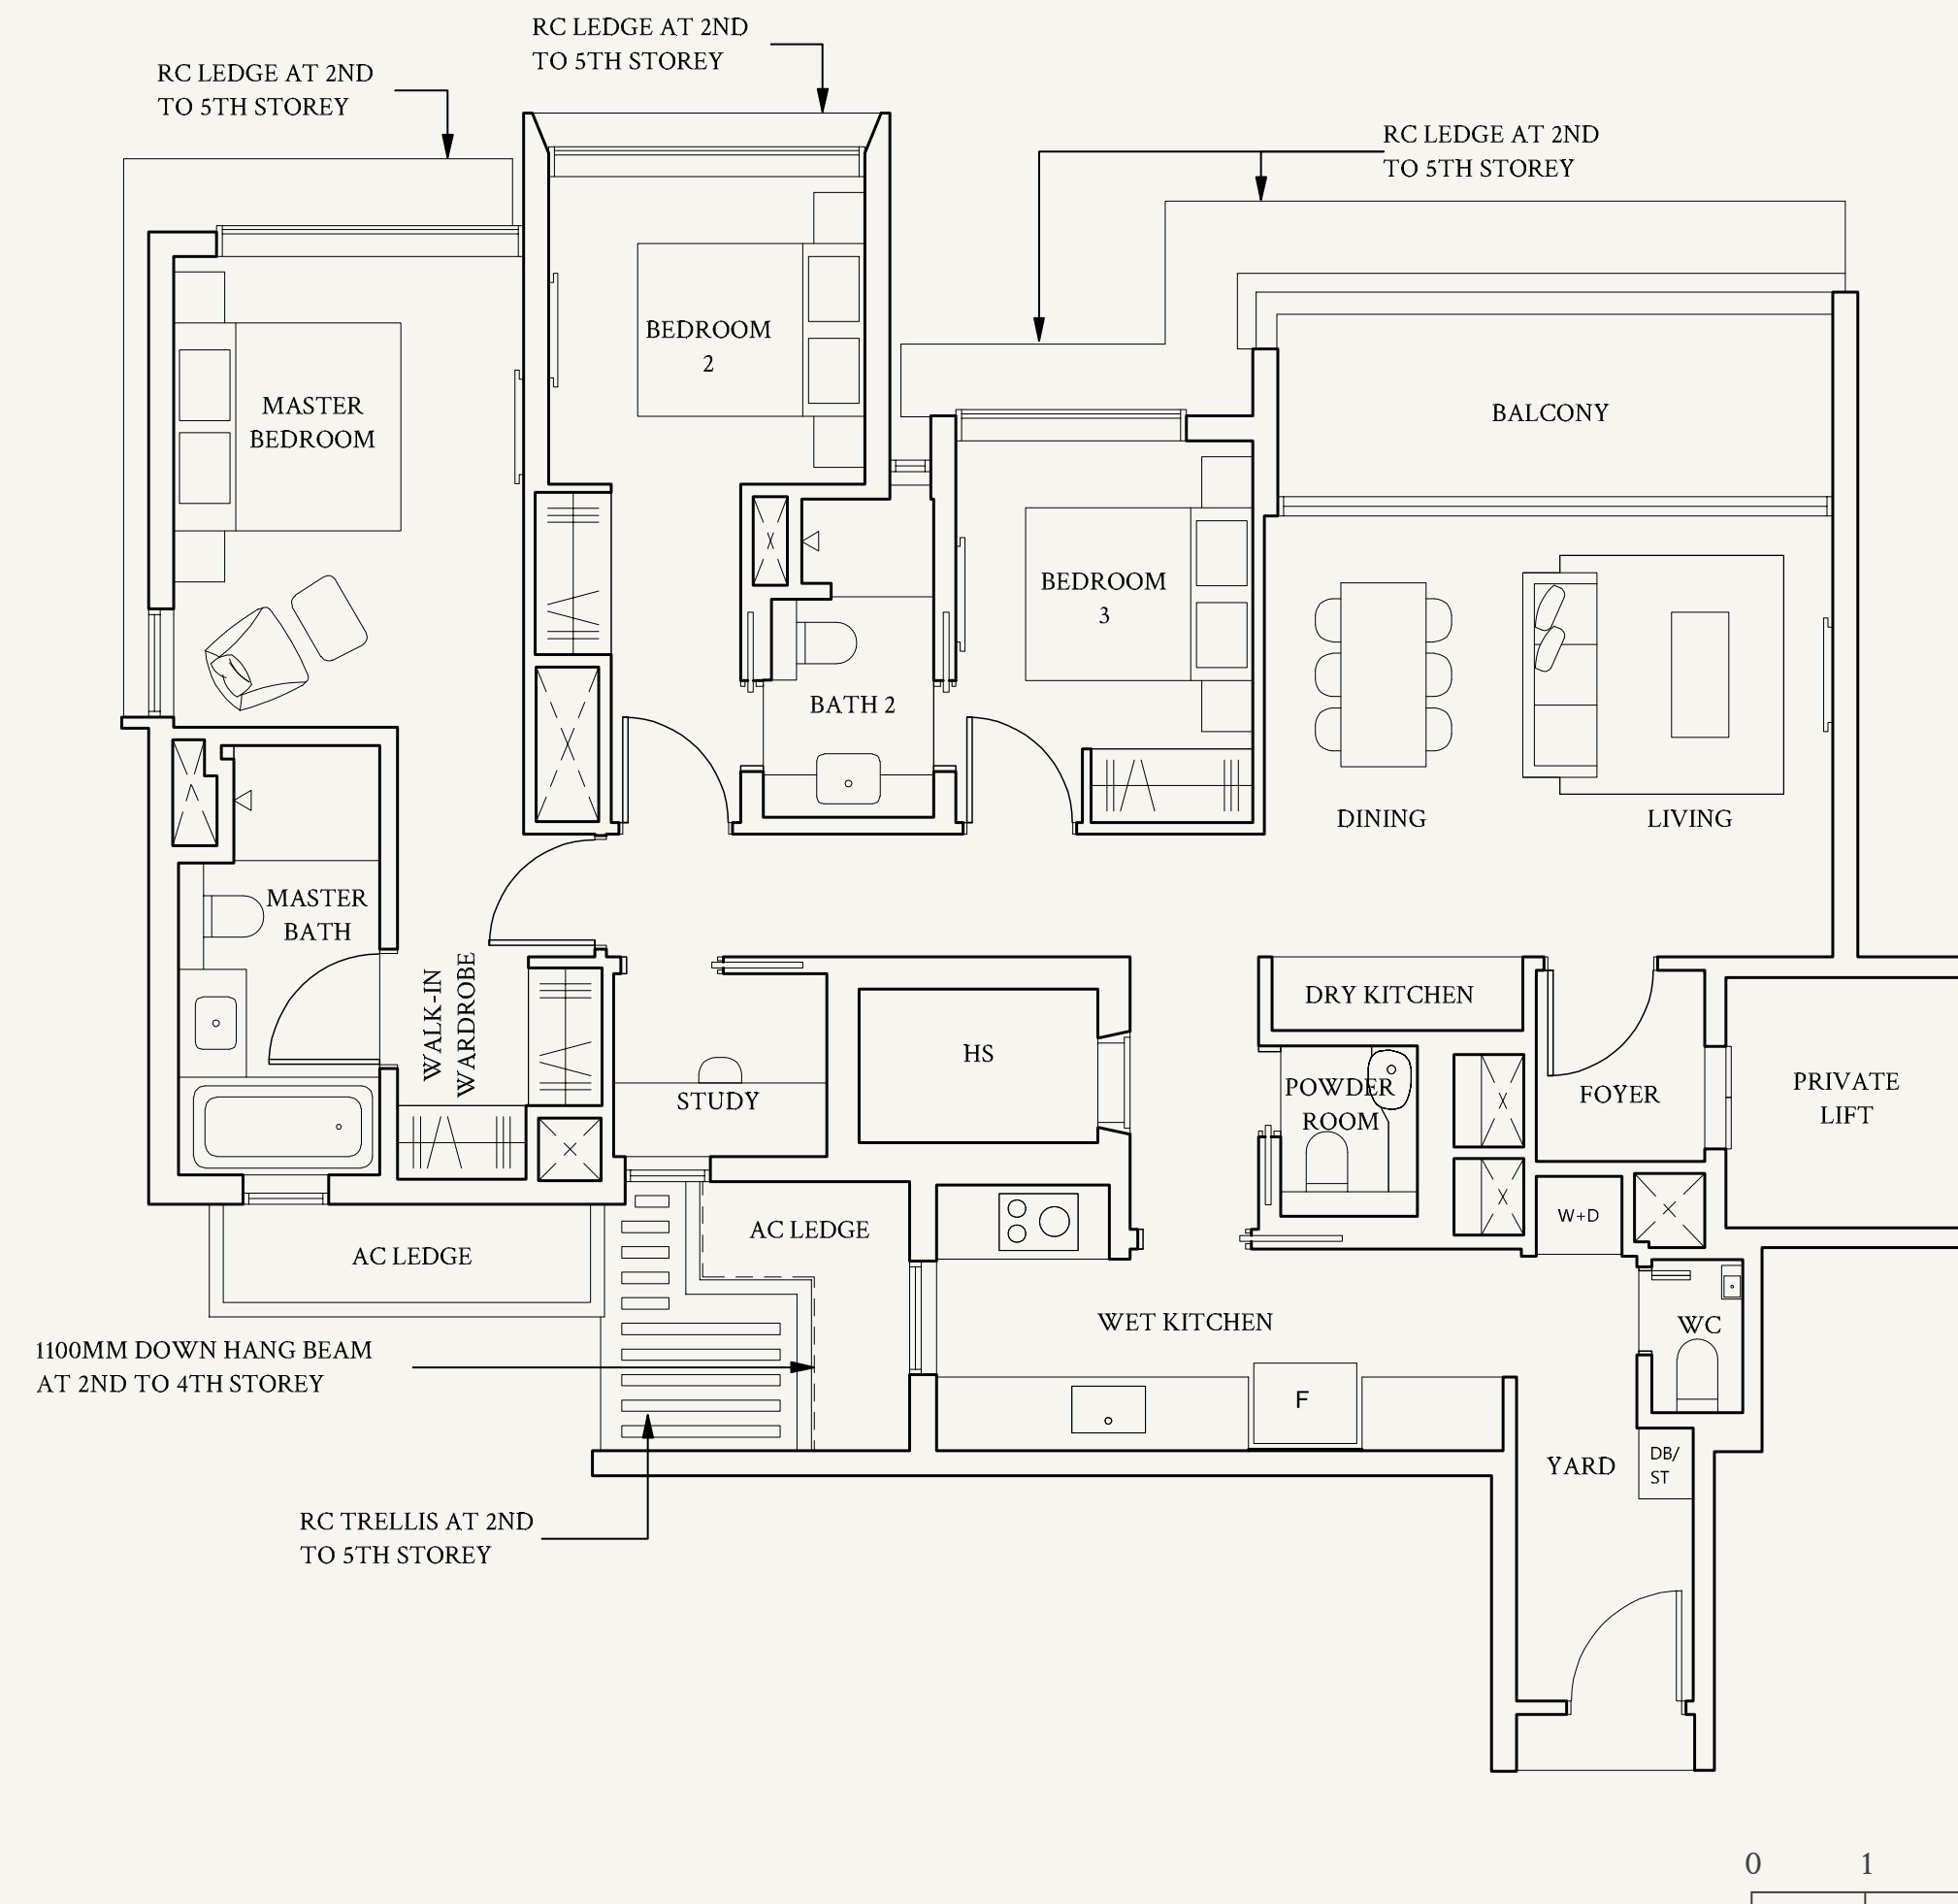 RC LEDGE AT 2ND
TO 5TH STOREY
RC LEDGE AT 2ND
TO 5TH STOREY
RC LEDGE AT 2ND
TO 5TH STOREY
BEDROOM
2
MASTER
BEDROOM
BALCONY
BEDROOM
3
BATH 2
DINING
LIVING
MASTER
BATH
WALK-IN
WARDROBE
STUDY
HS
DRY KITCHEN
POWDER
ROOM
FOYER
PRIVATE
LIFT
W+D
AC LEDGE
AC LEDGE
WET KITCHEN
WC
1100MM DOWN HANG BEAM
AT 2ND TO 4TH STOREY
F
YARD
DB/
ST
RC TRELLIS AT 2ND
TO 5TH STOREY
0 1